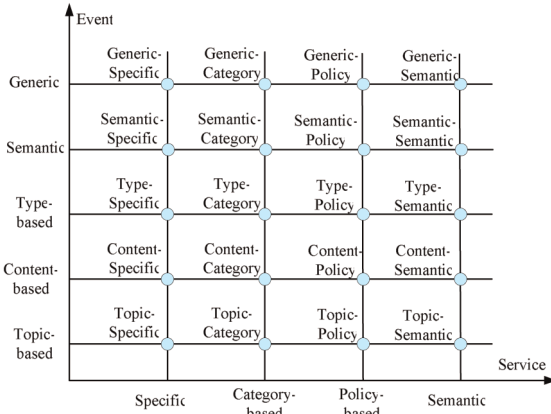 Event
Generic-
Specific
Generic-
Category
Generic-
Policy
Generic-
Semantic
Generic
Semantic-
Specific
Semantic-
Category
Semantic-
Policy
Semantic-
Semantic
Semantic
Type-
Specific
Type-
Category
Type-
Policy
Type-
Semantic
Type-
based
Content-
Specific
Content-
Category
Content-
Policy
Content-
Semantic
Content-
based
Topic-
Specific
Topic-
Category
Topic-
Policy
Topic-
Semantic
Topic-
based
Service
Specific
Category-
based
Policy-
based
Semantic